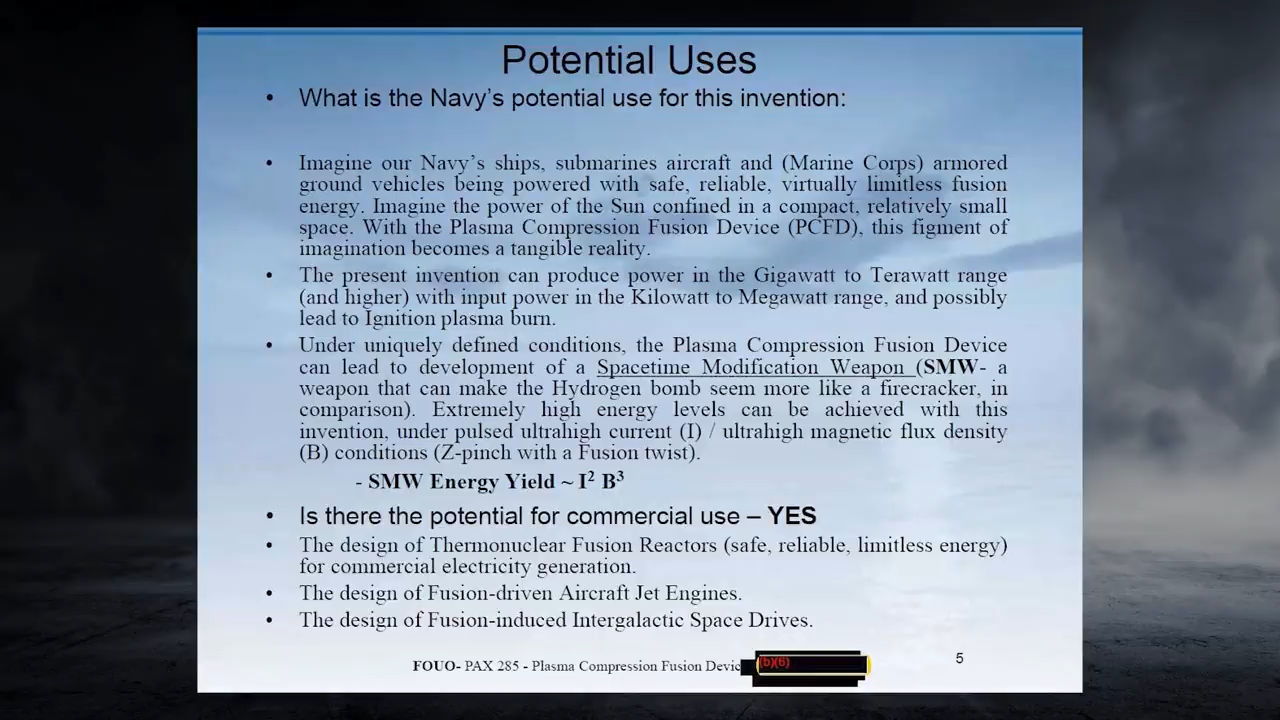 Potential Uses
• What is the Navy's potential use for this invention:
• Imagine our Navy's ships, submarines aircraft and (Marine Corps) armored
ground vehicles being powered with safe, reliable, virtually limitless fusion
energy. Imagine the power of the Sun confined in a compact, relatively small
space. With the Plasma Compression Fusion Device (PCFD), this figment of
imagination becomes a tangible reality.
• The present invention can produce power in the Gigawatt to Terawatt range
(and higher) with input power in the Kilowatt to Megawatt range, and possibly
lead to Ignition plasma burn.
• Under uniquely defined conditions, the Plasma Compression Fusion Device
can lead to development of a Spacetime Modification Weapon (SMW- a
weapon that can make the Hydrogen bomb seem more like a firecracker, in
comparison). Extremely high energy levels can be achieved with this
invention, under pulsed ultrahigh current (I) / ultrahigh magnetic flux density
(B) conditions (Z-pinch with a Fusion twist).
- SMW Energy Yield ~ I² B³
• Is there the potential for commercial use – YES
• The design of Thermonuclear Fusion Reactors (safe, reliable, limitless energy)
for commercial electricity generation.
• The design of Fusion-driven Aircraft Jet Engines.
• The design of Fusion-induced Intergalactic Space Drives.
FOUO- PAX 285 - Plasma Compression Fusion Devic (b)(6)
5